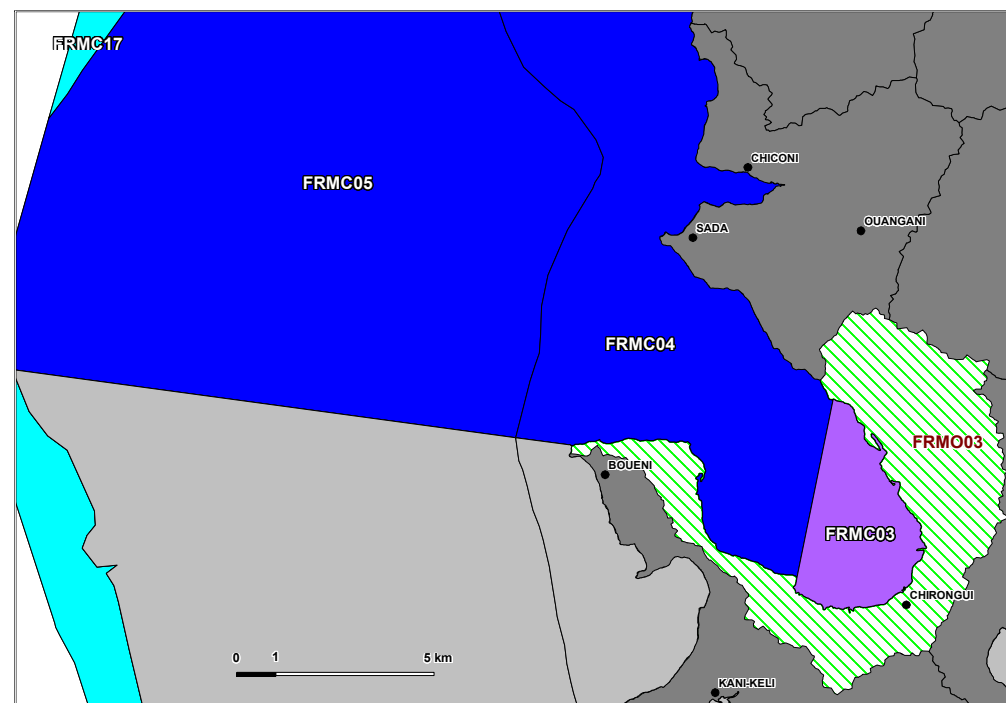 FRMC17
CHICONI
FRMC05
OUANGANI
SADA
FRMC04
FRMO03
BOUENI
FRMC03
CHIRONGUI
0 1 5 km
KANI-KELI